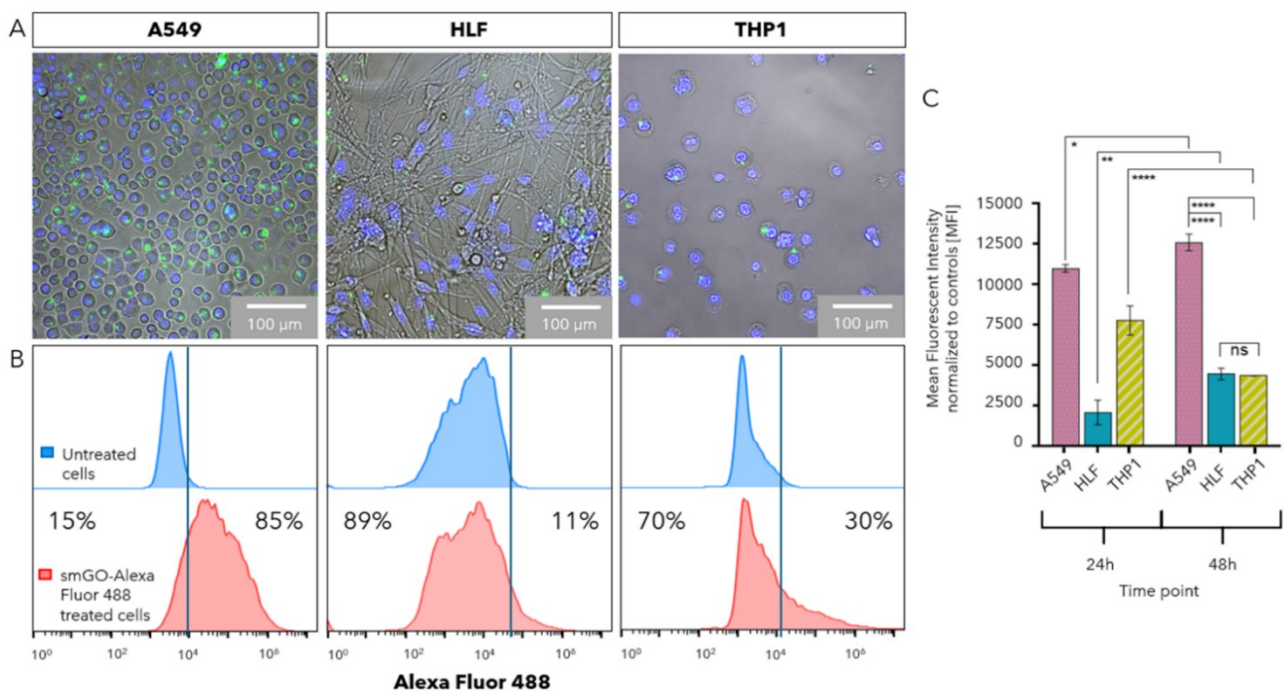 A
A549
HLF
THP1
100 µm
100 µm
100 µm
B
Untreated
cells
15%
85%
89%
11%
70%
30%
smGO-Alexa
Fluor 488
treated cells
10⁰ 10² 10⁴ 10⁶
10⁰ 10² 10⁴ 10⁶
10⁰ 10² 10⁴ 10⁶
Alexa Fluor 488
C
*
**
****
****
****
ns
Mean Fluorescent Intensity
normalized to controls [MFI]
15000
12500
10000
7500
5000
2500
0
A549 HLF THP1 A549 HLF THP1
24h 48h
Time point